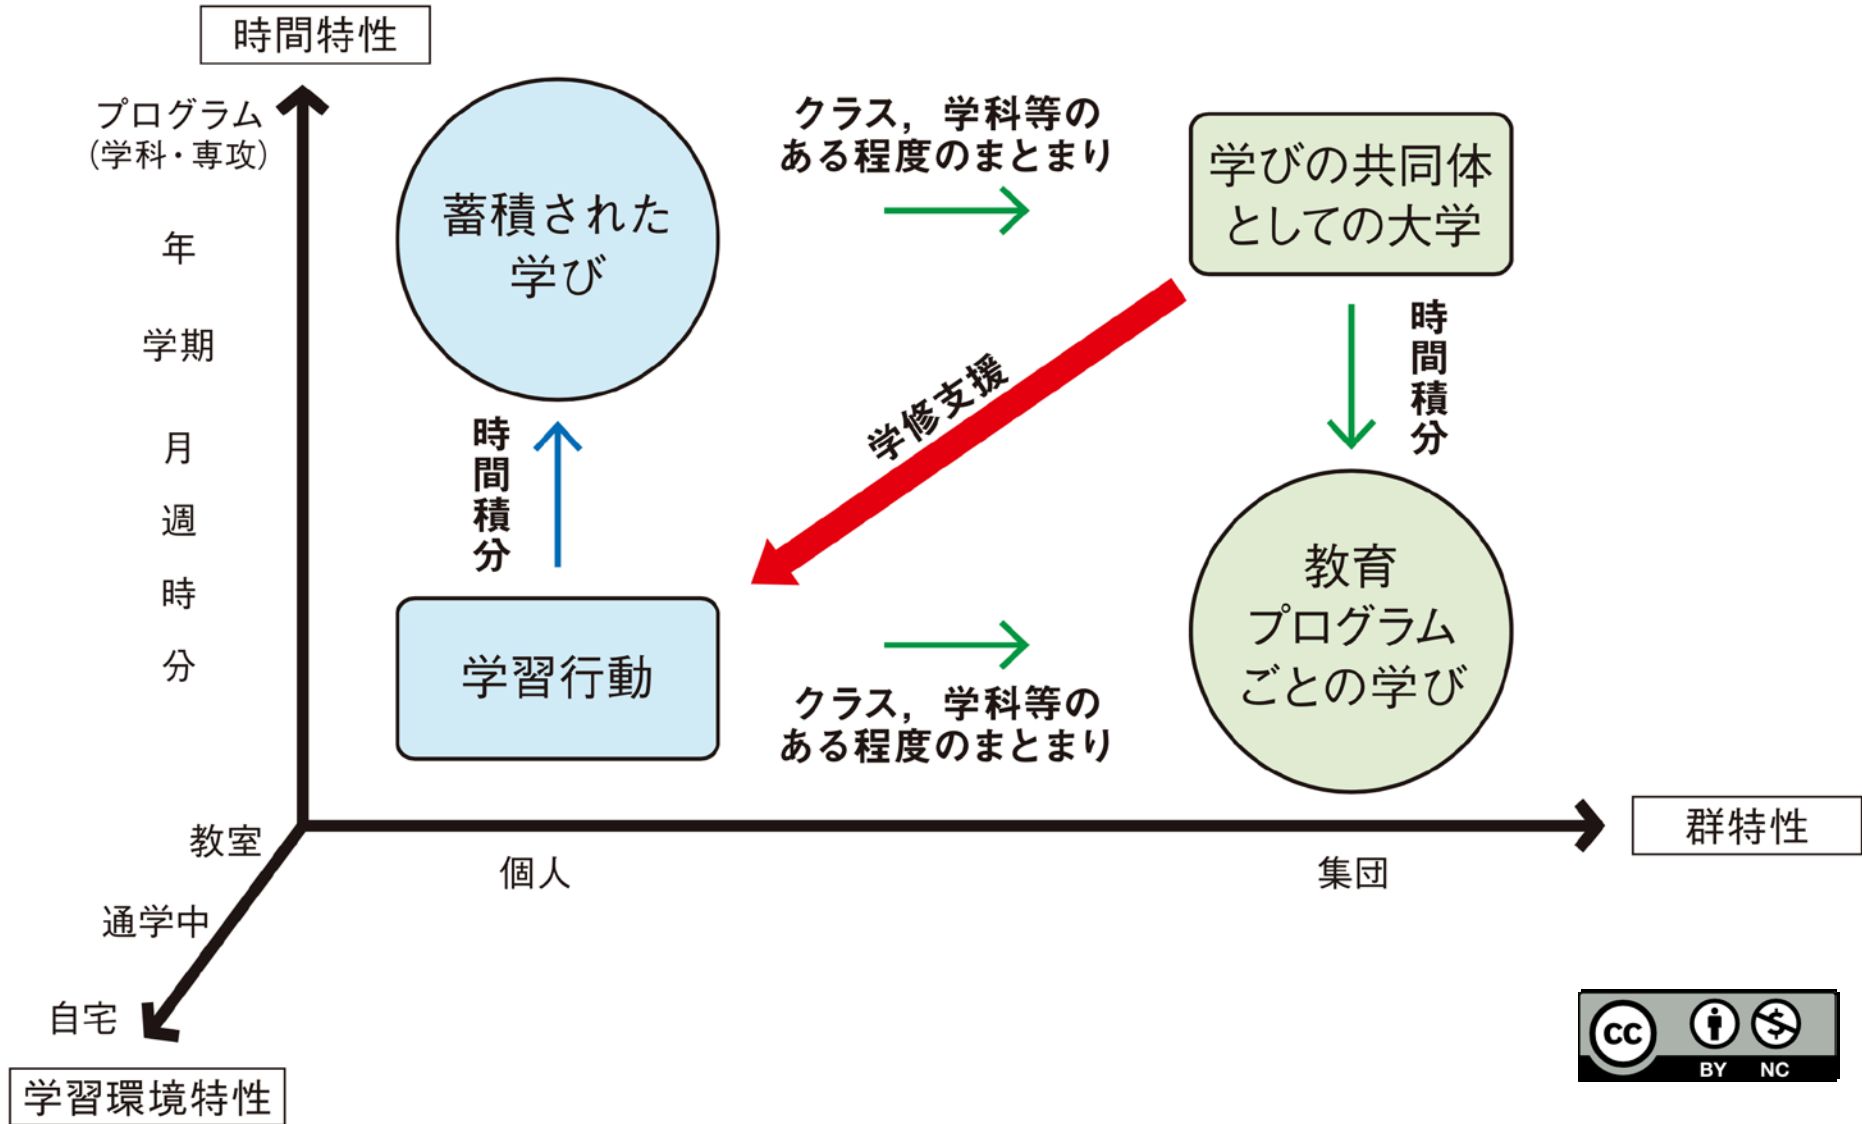 時間特性
プログラム
（学科・専攻）
年
学期
月
週
時
分
蓄積された
学び
クラス，学科等の
ある程度のまとまり
学びの共同体
としての大学
時間積分
学修支援
時間積分
学習行動
クラス，学科等の
ある程度のまとまり
教育
プログラム
ごとの学び
教室
通学中
自宅
学習環境特性
個人
集団
群特性
cc
BY NC